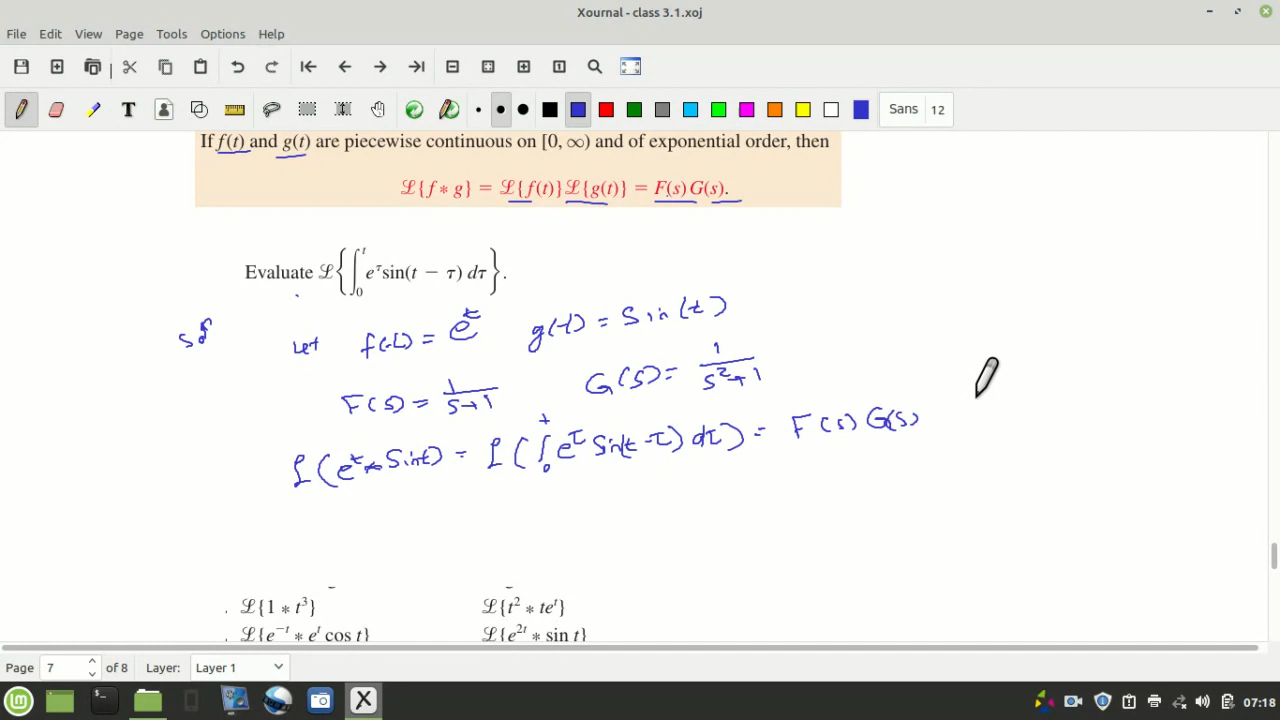 Xournal - class 3.1.xoj
File Edit View Page Tools Options Help
Sans 12
If f(t) and g(t) are piecewise continuous on [0, ∞) and of exponential order, then
ℒ{f * g} = ℒ{f(t)}ℒ{g(t)} = F(s)G(s).
Evaluate ℒ{∫₀ᵗ e^τ sin(t − τ) dτ}.
sol let f(t) = e^t g(t) = Sin(t)
F(s) = 1/(s-1) G(s) = 1/(s²+1)
ℒ(e^t * Sint) = ℒ(∫₀ᵗ e^τ Sin(t-τ) dτ) = F(s) G(s)
ℒ{1 * t³} ℒ{t² * te^t}
ℒ{e^−t * e^t cos t} ℒ{e^2t * sin t}
Page 7 of 8 Layer: Layer 1
07:18